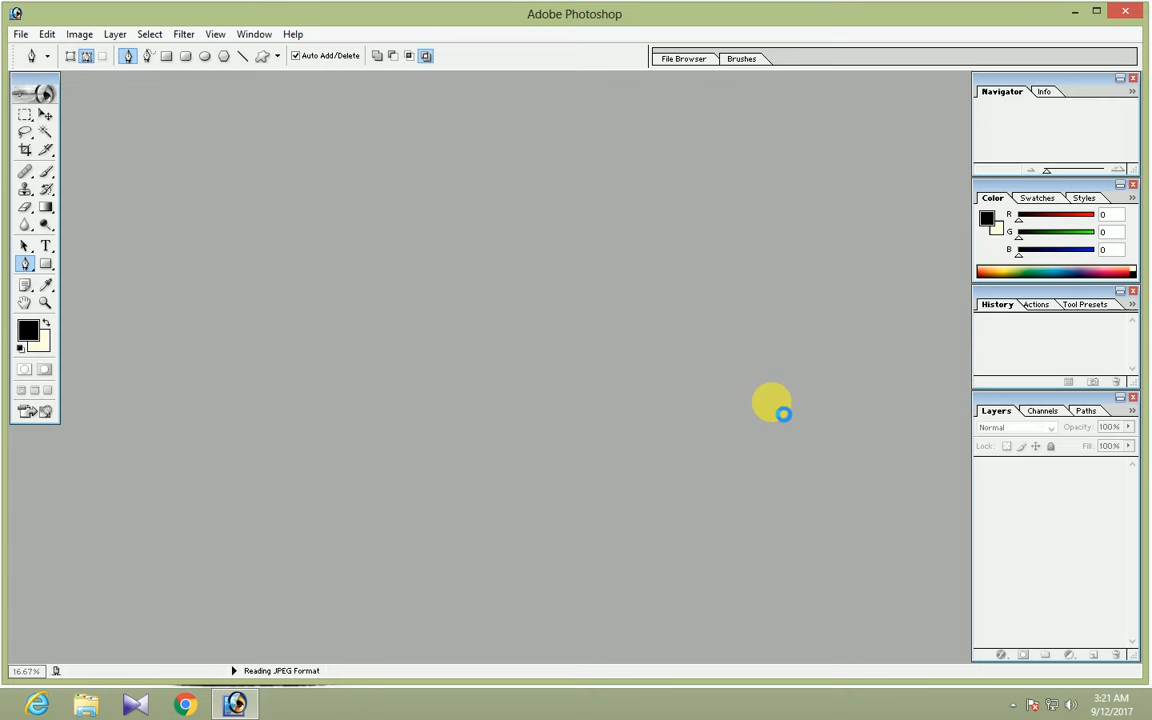 Adobe Photoshop
File Edit Image Layer Select Filter View Window Help
Auto Add/Delete File Browser Brushes
Navigator Info
Color Swatches Styles
R 0
G 0
B 0
History Actions Tool Presets
Layers Channels Paths
Normal Opacity: 100%
Lock: Fill: 100%
T
16.67% Reading JPEG Format
3:21 AM
9/12/2017